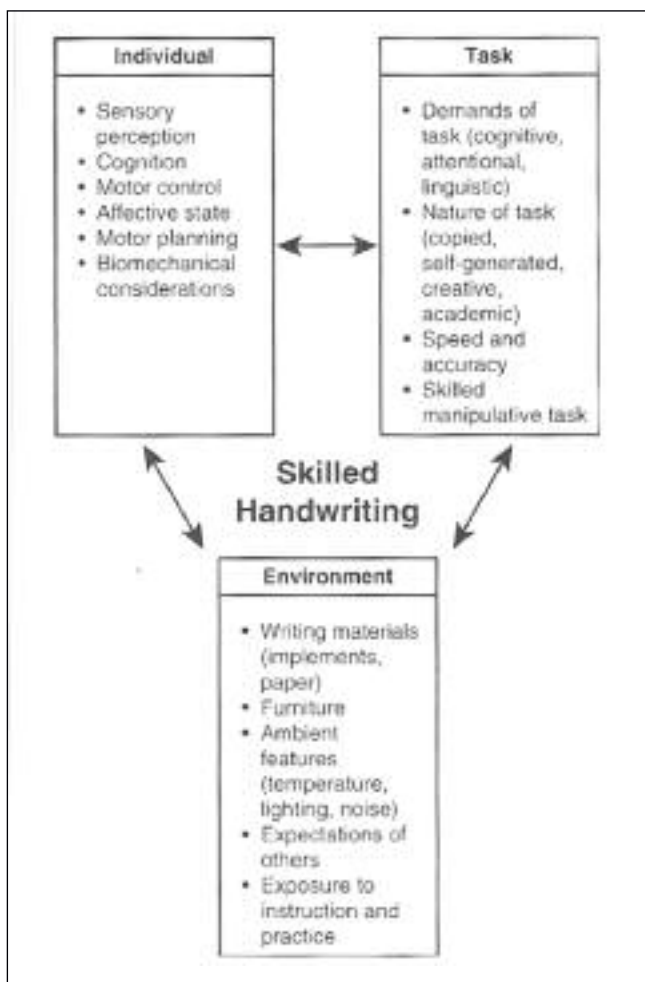 Individual
• Sensory
perception
• Cognition
• Motor control
• Affective state
• Motor planning
• Biomechanical
considerations
Task
• Demands of
task (cognitive,
attentional,
linguistic)
• Nature of task
(copied,
self-generated,
creative,
academic)
• Speed and
accuracy
• Skilled
manipulative task
Skilled
Handwriting
Environment
• Writing materials
(implements,
paper)
• Furniture
• Ambient
features
(temperature,
lighting, noise)
• Expectations of
others
• Exposure to
instruction and
practice